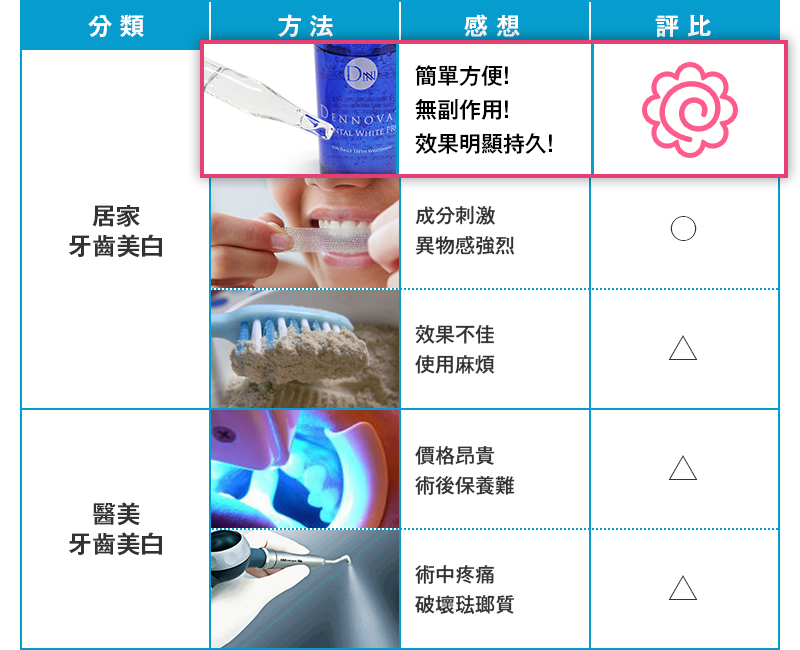 分類 方法 感想 評比
DNN
DENNOVA
NTAL WHITE PR
簡單方便!
無副作用!
效果明顯持久!
居家
牙齒美白
成分刺激
異物感強烈
效果不佳
使用麻煩
醫美
牙齒美白
價格昂貴
術後保養難
術中疼痛
破壞琺瑯質